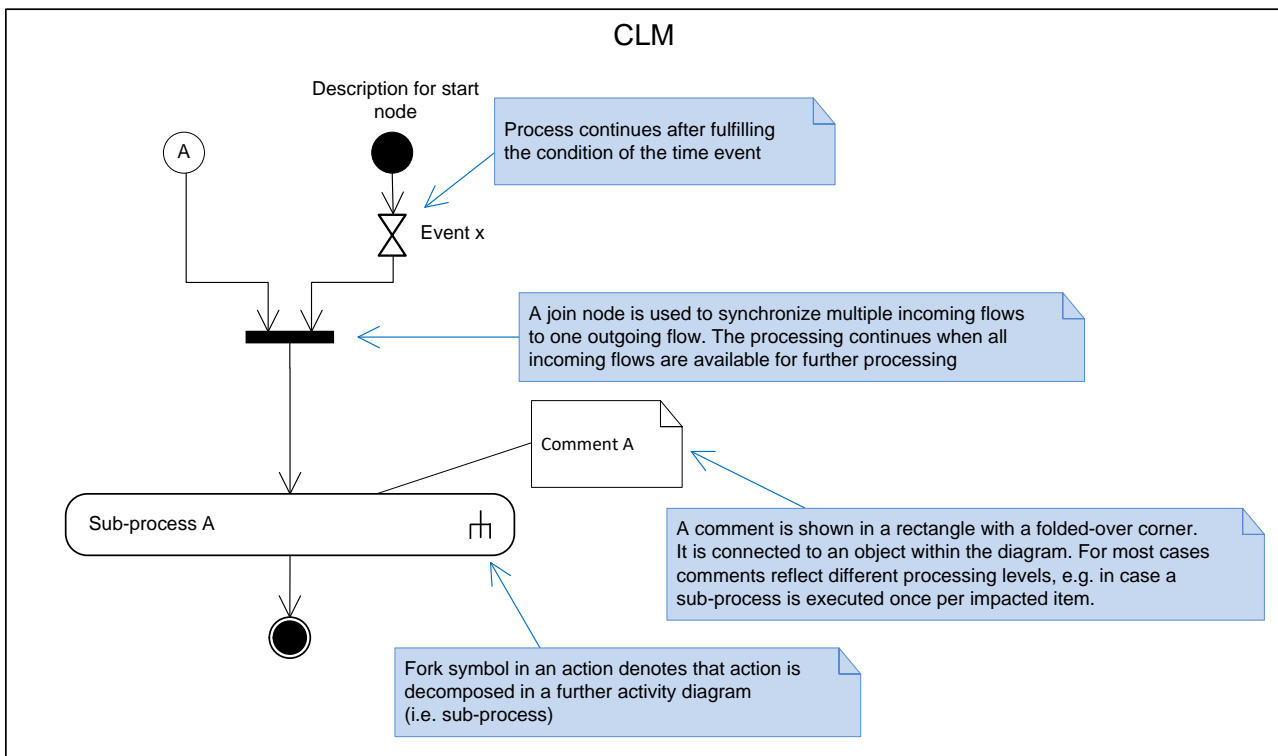 CLM
Description for start
node
A
Process continues after fulfilling
the condition of the time event
Event x
A join node is used to synchronize multiple incoming flows
to one outgoing flow. The processing continues when all
incoming flows are available for further processing
Comment A
Sub-process A
A comment is shown in a rectangle with a folded-over corner.
It is connected to an object within the diagram. For most cases
comments reflect different processing levels, e.g. in case a
sub-process is executed once per impacted item.
Fork symbol in an action denotes that action is
decomposed in a further activity diagram
(i.e. sub-process)